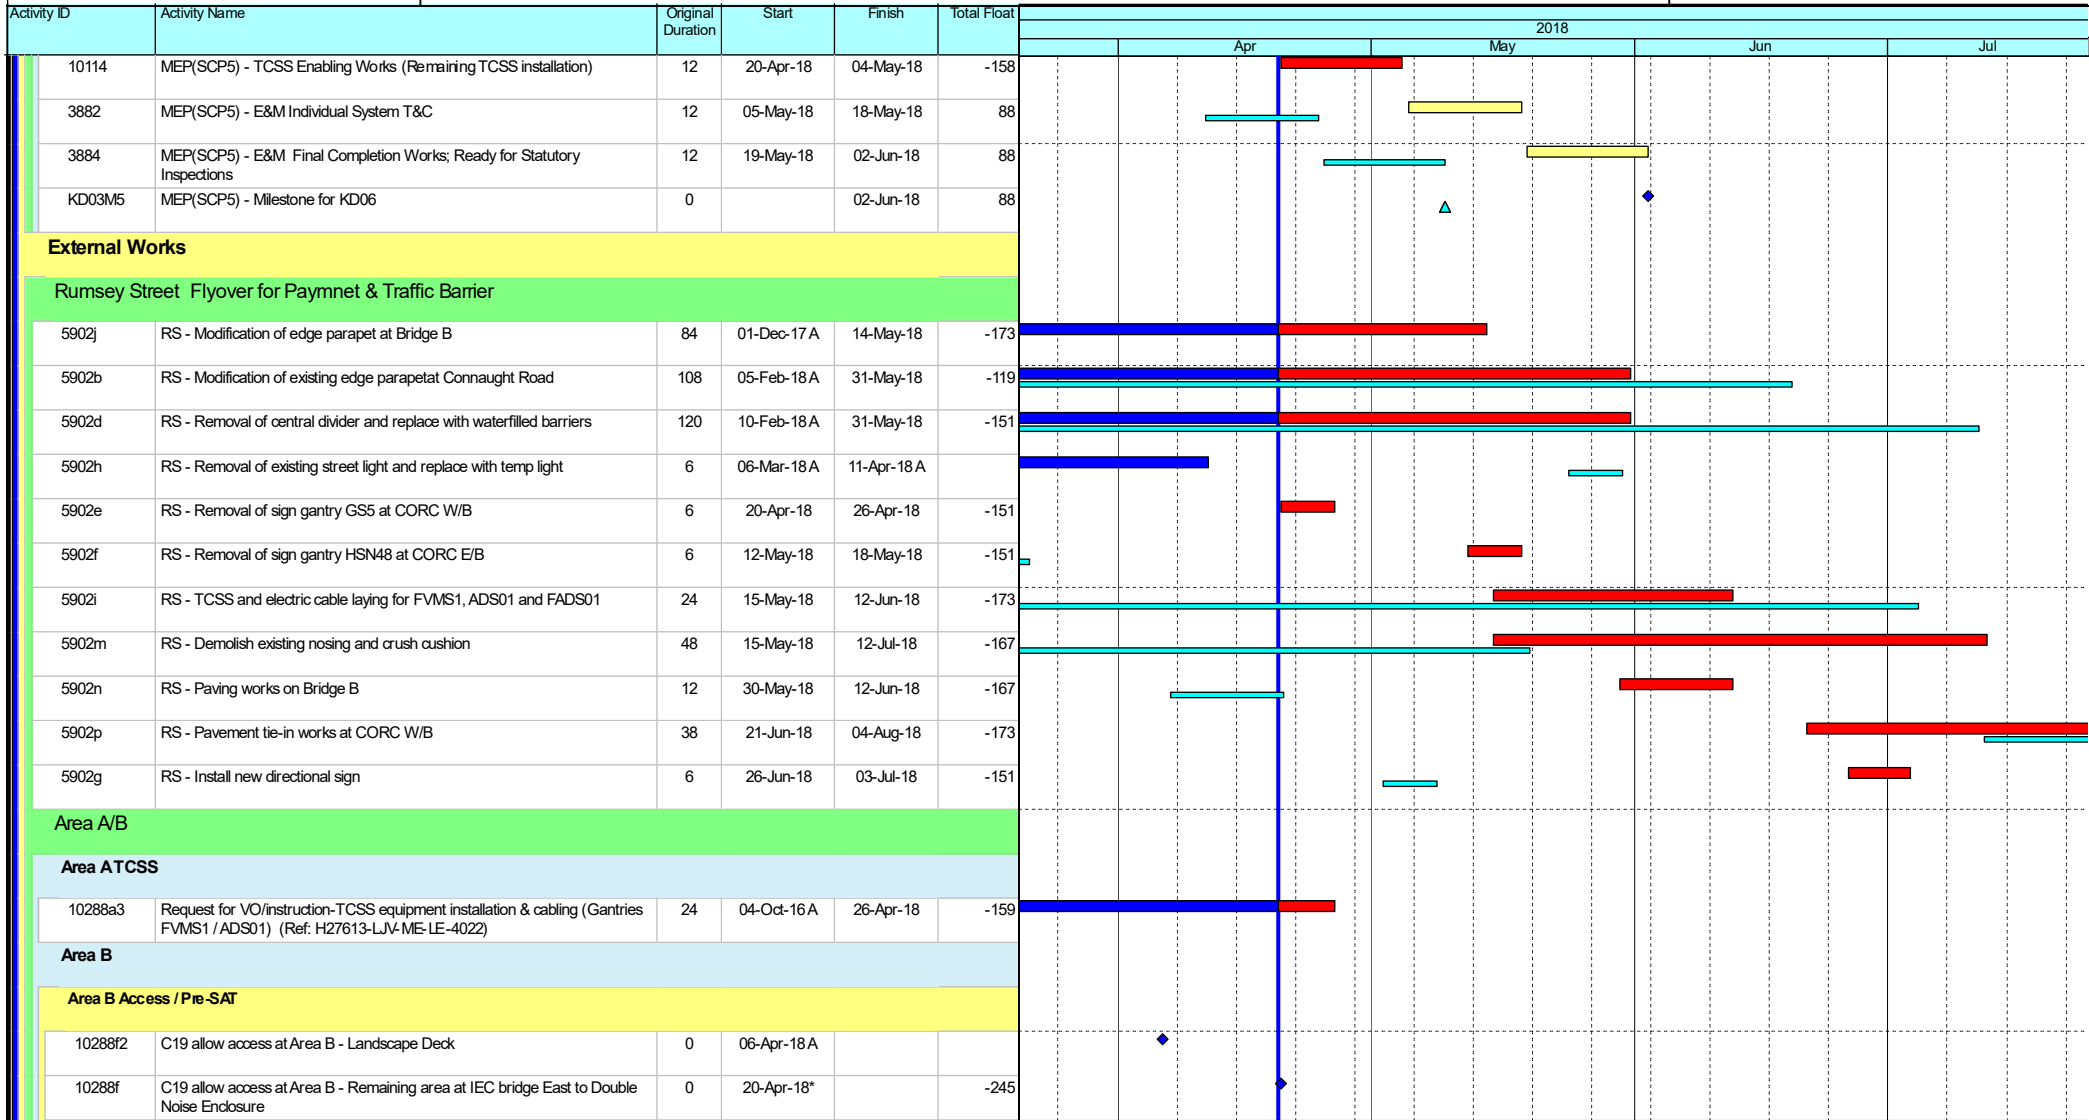 Activity ID Activity Name Original Duration Start Finish Total Float
2018
Apr May Jun Jul
10114 MEP(SCP5) - TCSS Enabling Works (Remaining TCSS installation) 12 20-Apr-18 04-May-18 -158
3882 MEP(SCP5) - E&M Individual System T&C 12 05-May-18 18-May-18 88
3884 MEP(SCP5) - E&M Final Completion Works; Ready for Statutory 12 19-May-18 02-Jun-18 88
Inspections
KD03M5 MEP(SCP5) - Milestone for KD06 0 02-Jun-18 88
External Works
Rumsey Street Flyover for Paymnet & Traffic Barrier
5902j RS - Modification of edge parapet at Bridge B 84 01-Dec-17 A 14-May-18 -173
5902b RS - Modification of existing edge parapetat Connaught Road 108 05-Feb-18 A 31-May-18 -119
5902d RS - Removal of central divider and replace with waterfilled barriers 120 10-Feb-18 A 31-May-18 -151
5902h RS - Removal of existing street light and replace with temp light 6 06-Mar-18 A 11-Apr-18 A
5902e RS - Removal of sign gantry GS5 at CORC W/B 6 20-Apr-18 26-Apr-18 -151
5902f RS - Removal of sign gantry HSN48 at CORC E/B 6 12-May-18 18-May-18 -151
5902i RS - TCSS and electric cable laying for FVMS1, ADS01 and FADS01 24 15-May-18 12-Jun-18 -173
5902m RS - Demolish existing nosing and crush cushion 48 15-May-18 12-Jul-18 -167
5902n RS - Paving works on Bridge B 12 30-May-18 12-Jun-18 -167
5902p RS - Pavement tie-in works at CORC W/B 38 21-Jun-18 04-Aug-18 -173
5902g RS - Install new directional sign 6 26-Jun-18 03-Jul-18 -151
Area A/B
Area A TCSS
10288a3 Request for VO/instruction-TCSS equipment installation & cabling (Gantries 24 04-Oct-16 A 26-Apr-18 -159
FVMS1 / ADS01) (Ref: H27613-LJV-ME-LE-4022)
Area B
Area B Access / Pre-SAT
10288f2 C19 allow access at Area B - Landscape Deck 0 06-Apr-18 A
10288f C19 allow access at Area B - Remaining area at IEC bridge East to Double 0 20-Apr-18* -245
Noise Enclosure